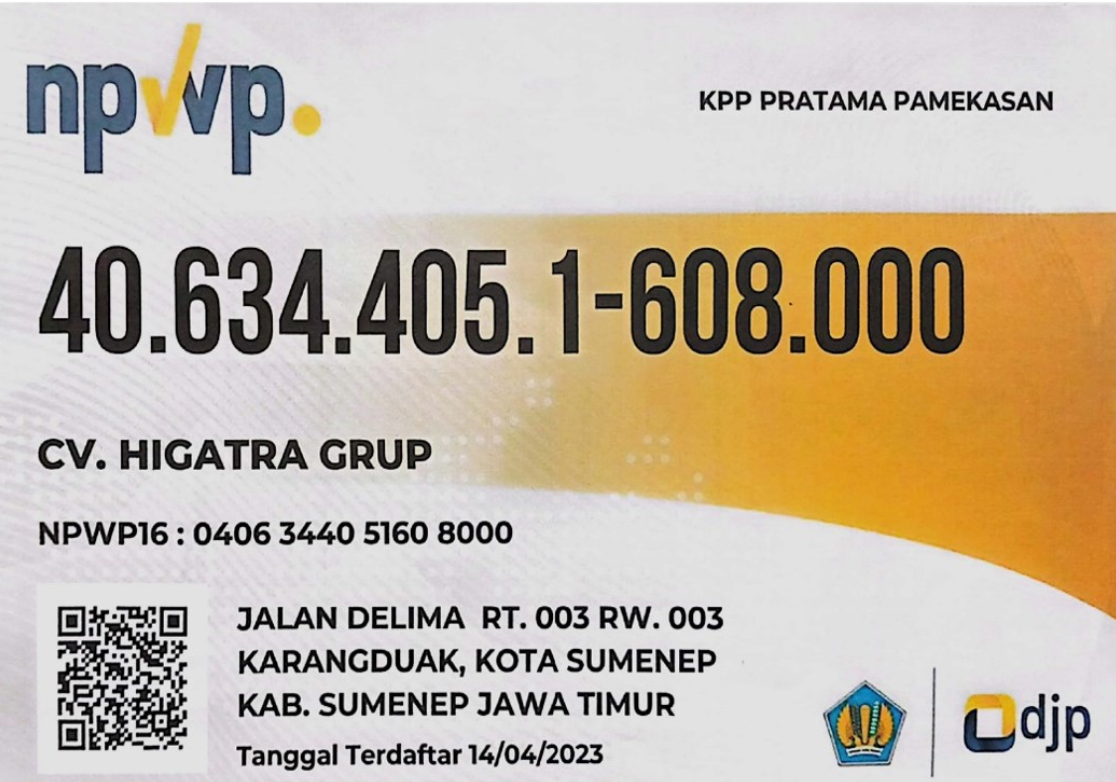 npwp.
KPP PRATAMA PAMEKASAN
40.634.405.1-608.000
CV. HIGATRA GRUP
NPWP16 : 0406 3440 5160 8000
JALAN DELIMA RT. 003 RW. 003
KARANGDUAK, KOTA SUMENEP
KAB. SUMENEP JAWA TIMUR
Tanggal Terdaftar 14/04/2023
djp